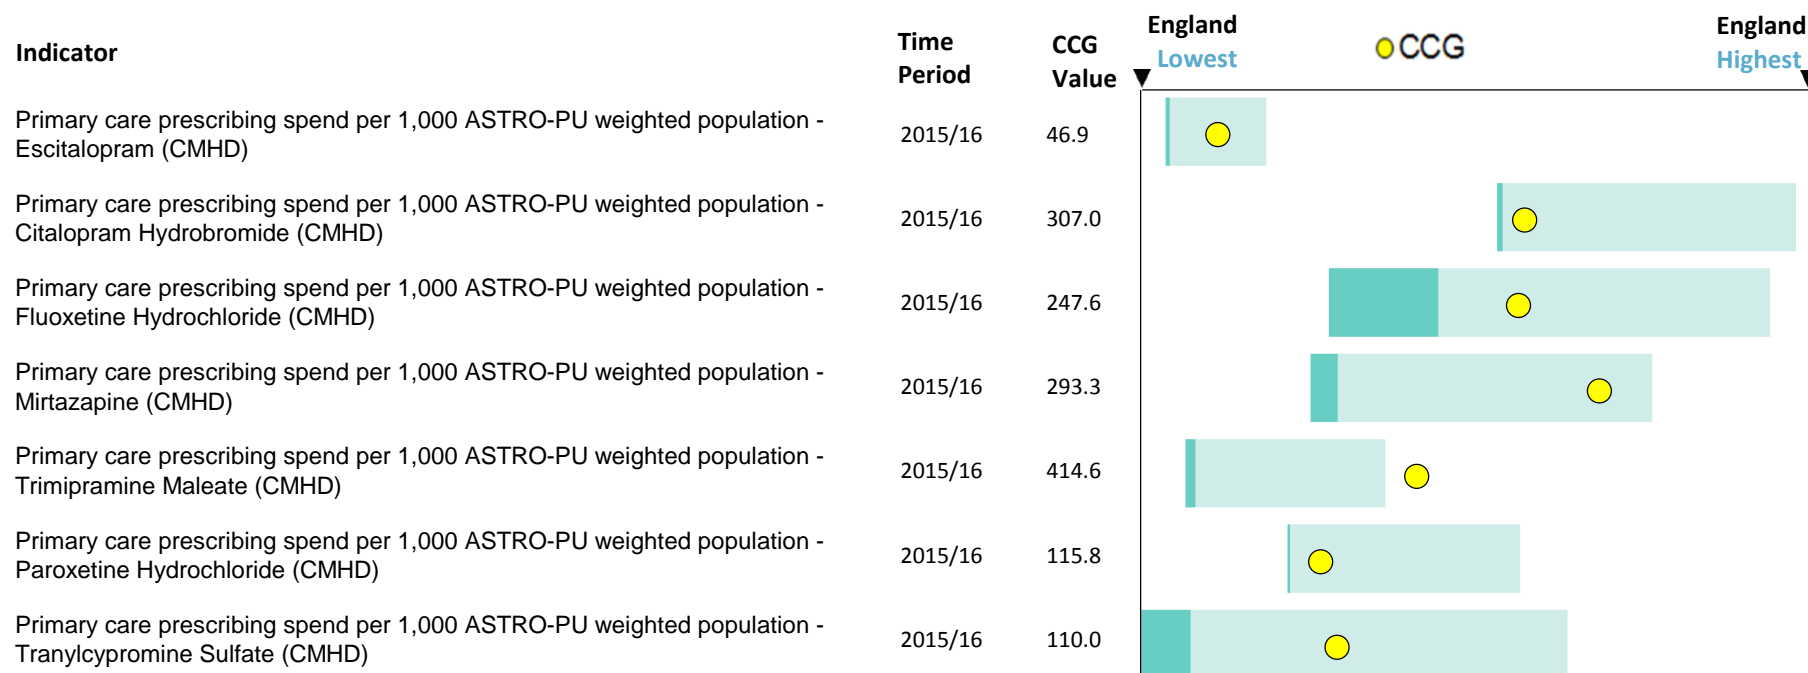 Indicator
Time Period
CCG Value
England Lowest
CCG
England Highest
Primary care prescribing spend per 1,000 ASTRO-PU weighted population -
Escitalopram (CMHD)
2015/16
46.9
Primary care prescribing spend per 1,000 ASTRO-PU weighted population -
Citalopram Hydrobromide (CMHD)
2015/16
307.0
Primary care prescribing spend per 1,000 ASTRO-PU weighted population -
Fluoxetine Hydrochloride (CMHD)
2015/16
247.6
Primary care prescribing spend per 1,000 ASTRO-PU weighted population -
Mirtazapine (CMHD)
2015/16
293.3
Primary care prescribing spend per 1,000 ASTRO-PU weighted population -
Trimipramine Maleate (CMHD)
2015/16
414.6
Primary care prescribing spend per 1,000 ASTRO-PU weighted population -
Paroxetine Hydrochloride (CMHD)
2015/16
115.8
Primary care prescribing spend per 1,000 ASTRO-PU weighted population -
Tranylcypromine Sulfate (CMHD)
2015/16
110.0